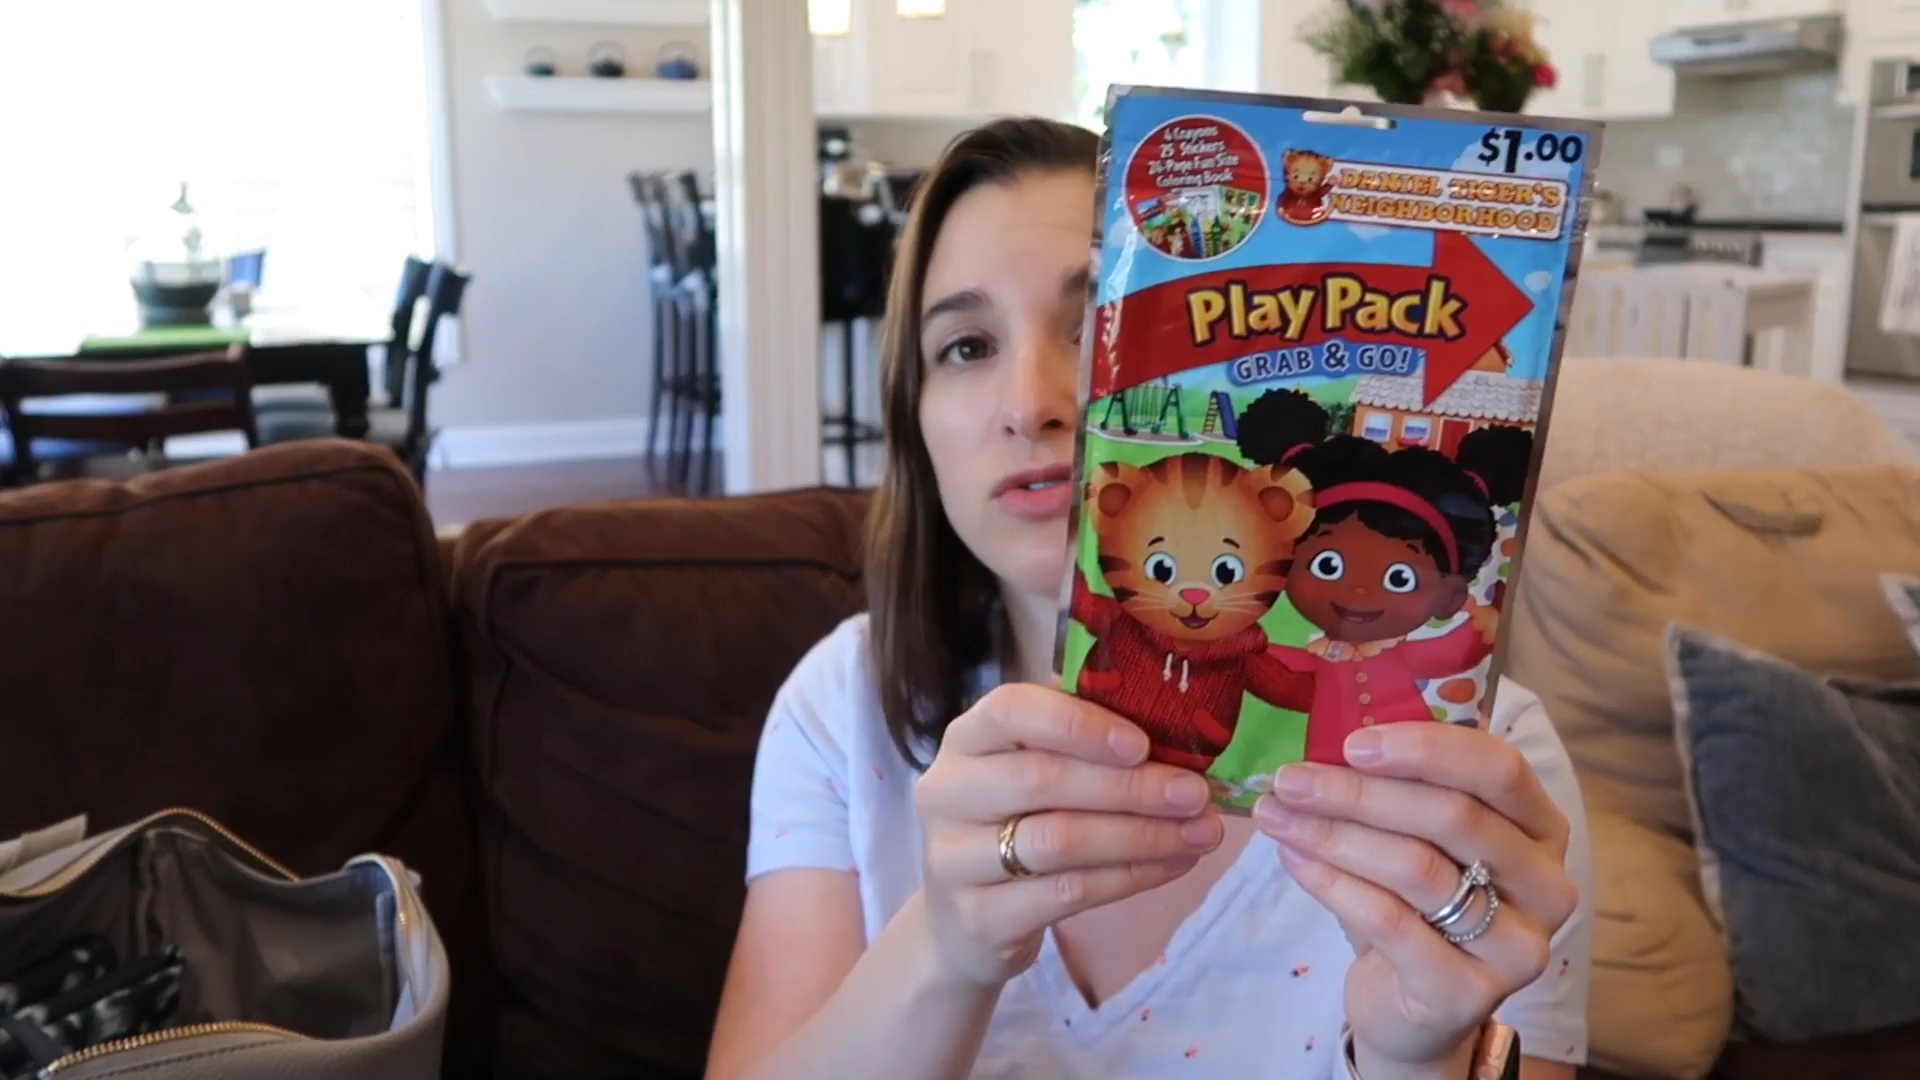 4 Crayons
25 Stickers
24-Page Fun Size
Coloring Book
$1.00
DANIEL TIGER'S
NEIGHBORHOOD
Play Pack
GRAB & GO!